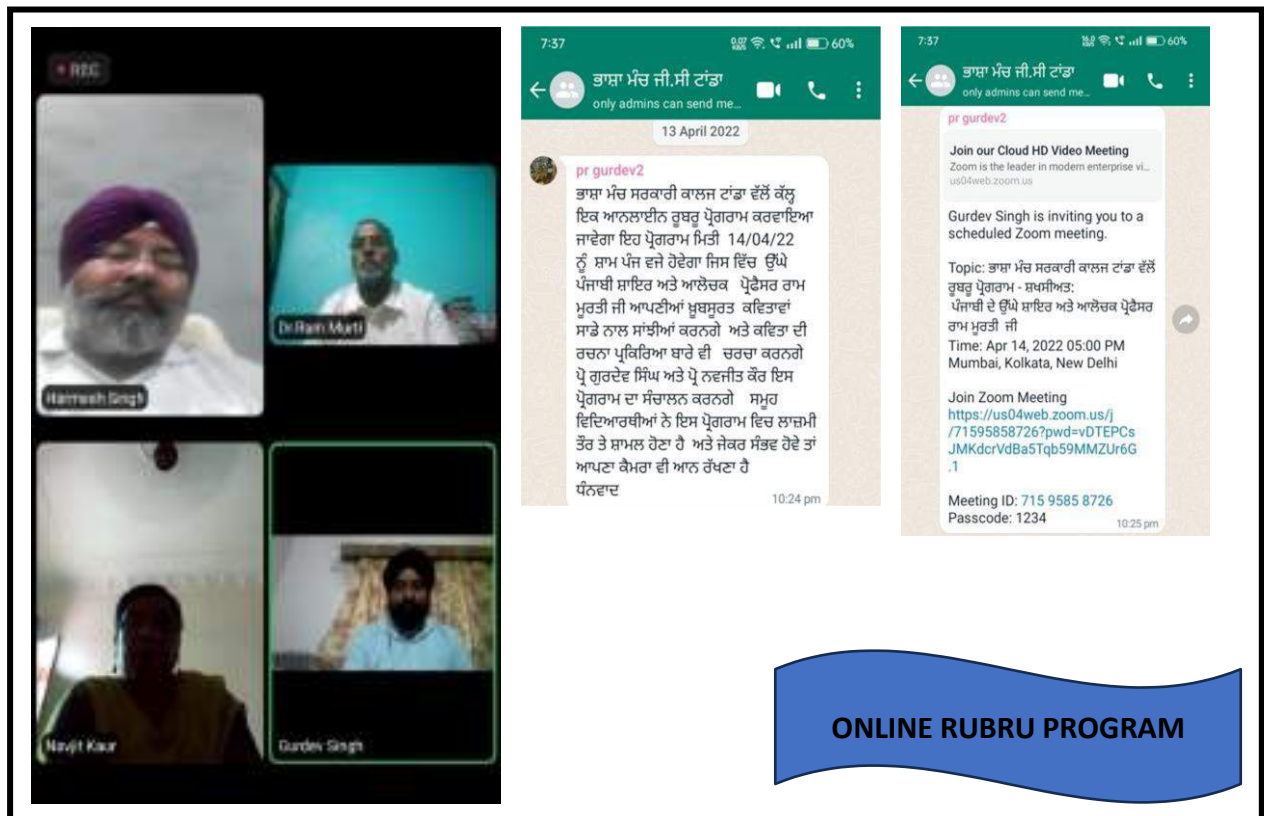 REC
Harmesh Singh
Dr.Ram Murti
Navjit Kaur
Gurdev Singh
7:37
60%
ਭਾਸ਼ਾ ਮੰਚ ਜੀ.ਸੀ ਟਾਂਡਾ
only admins can send me...
13 April 2022
pr gurdev2
ਭਾਸ਼ਾ ਮੰਚ ਸਰਕਾਰੀ ਕਾਲਜ ਟਾਂਡਾ ਵੱਲੋਂ ਕੱਲ੍ਹ
ਇਕ ਆਨਲਾਈਨ ਰੂਬਰੂ ਪ੍ਰੋਗਰਾਮ ਕਰਵਾਇਆ
ਜਾਵੇਗਾ ਇਹ ਪ੍ਰੋਗਰਾਮ ਮਿਤੀ 14/04/22
ਨੂੰ ਸ਼ਾਮ ਪੰਜ ਵਜੇ ਹੋਵੇਗਾ ਜਿਸ ਵਿੱਚ ਉੱਘੇ
ਪੰਜਾਬੀ ਸ਼ਾਇਰ ਅਤੇ ਆਲੋਚਕ ਪ੍ਰੋਫੈਸਰ ਰਾਮ
ਮੂਰਤੀ ਜੀ ਆਪਣੀਆਂ ਖ਼ੂਬਸੂਰਤ ਕਵਿਤਾਵਾਂ
ਸਾਡੇ ਨਾਲ ਸਾਂਝੀਆਂ ਕਰਨਗੇ ਅਤੇ ਕਵਿਤਾ ਦੀ
ਰਚਨਾ ਪ੍ਰਕਿਰਿਆ ਬਾਰੇ ਵੀ ਚਰਚਾ ਕਰਨਗੇ
ਪ੍ਰੋ ਗੁਰਦੇਵ ਸਿੰਘ ਅਤੇ ਪ੍ਰੋ ਨਵਜੀਤ ਕੌਰ ਇਸ
ਪ੍ਰੋਗਰਾਮ ਦਾ ਸੰਚਾਲਨ ਕਰਨਗੇ ਸਮੂਹ
ਵਿਦਿਆਰਥੀਆਂ ਨੇ ਇਸ ਪ੍ਰੋਗਰਾਮ ਵਿਚ ਲਾਜ਼ਮੀ
ਤੌਰ ਤੇ ਸ਼ਾਮਲ ਹੋਣਾ ਹੈ ਅਤੇ ਜੇਕਰ ਸੰਭਵ ਹੋਵੇ ਤਾਂ
ਆਪਣਾ ਕੈਮਰਾ ਵੀ ਆਨ ਰੱਖਣਾ ਹੈ
ਧੰਨਵਾਦ
10:24 pm
7:37
60%
ਭਾਸ਼ਾ ਮੰਚ ਜੀ.ਸੀ ਟਾਂਡਾ
only admins can send me...
pr gurdev2
Join our Cloud HD Video Meeting
Zoom is the leader in modern enterprise vi...
us04web.zoom.us
Gurdev Singh is inviting you to a
scheduled Zoom meeting.
Topic: ਭਾਸ਼ਾ ਮੰਚ ਸਰਕਾਰੀ ਕਾਲਜ ਟਾਂਡਾ ਵੱਲੋਂ
ਰੂਬਰੂ ਪ੍ਰੋਗਰਾਮ - ਸ਼ਖਸੀਅਤ:
ਪੰਜਾਬੀ ਦੇ ਉੱਘੇ ਸ਼ਾਇਰ ਅਤੇ ਆਲੋਚਕ ਪ੍ਰੋਫੈਸਰ
ਰਾਮ ਮੂਰਤੀ ਜੀ
Time: Apr 14, 2022 05:00 PM
Mumbai, Kolkata, New Delhi
Join Zoom Meeting
https://us04web.zoom.us/j
/71595858726?pwd=vDTEPCs
JMKdcrVdBa5Tqb59MMZUr6G
.1
Meeting ID: 715 9585 8726
Passcode: 1234
10:25 pm
ONLINE RUBRU PROGRAM